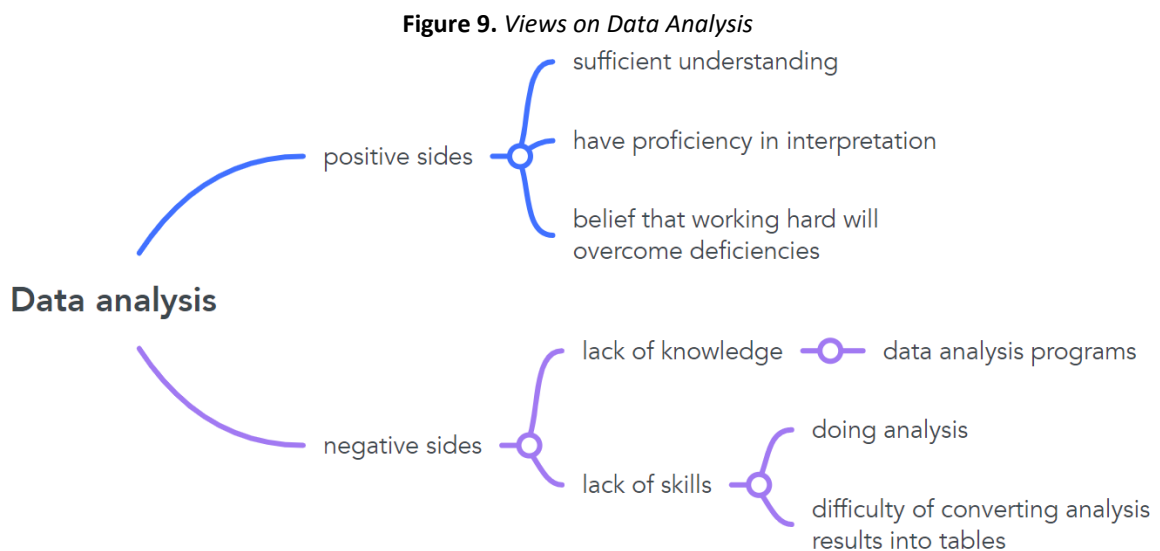 Figure 9. Views on Data Analysis
sufficient understanding
positive sides
have proficiency in interpretation
belief that working hard will
overcome deficiencies
Data analysis
lack of knowledge
data analysis programs
negative sides
doing analysis
lack of skills
difficulty of converting analysis
results into tables